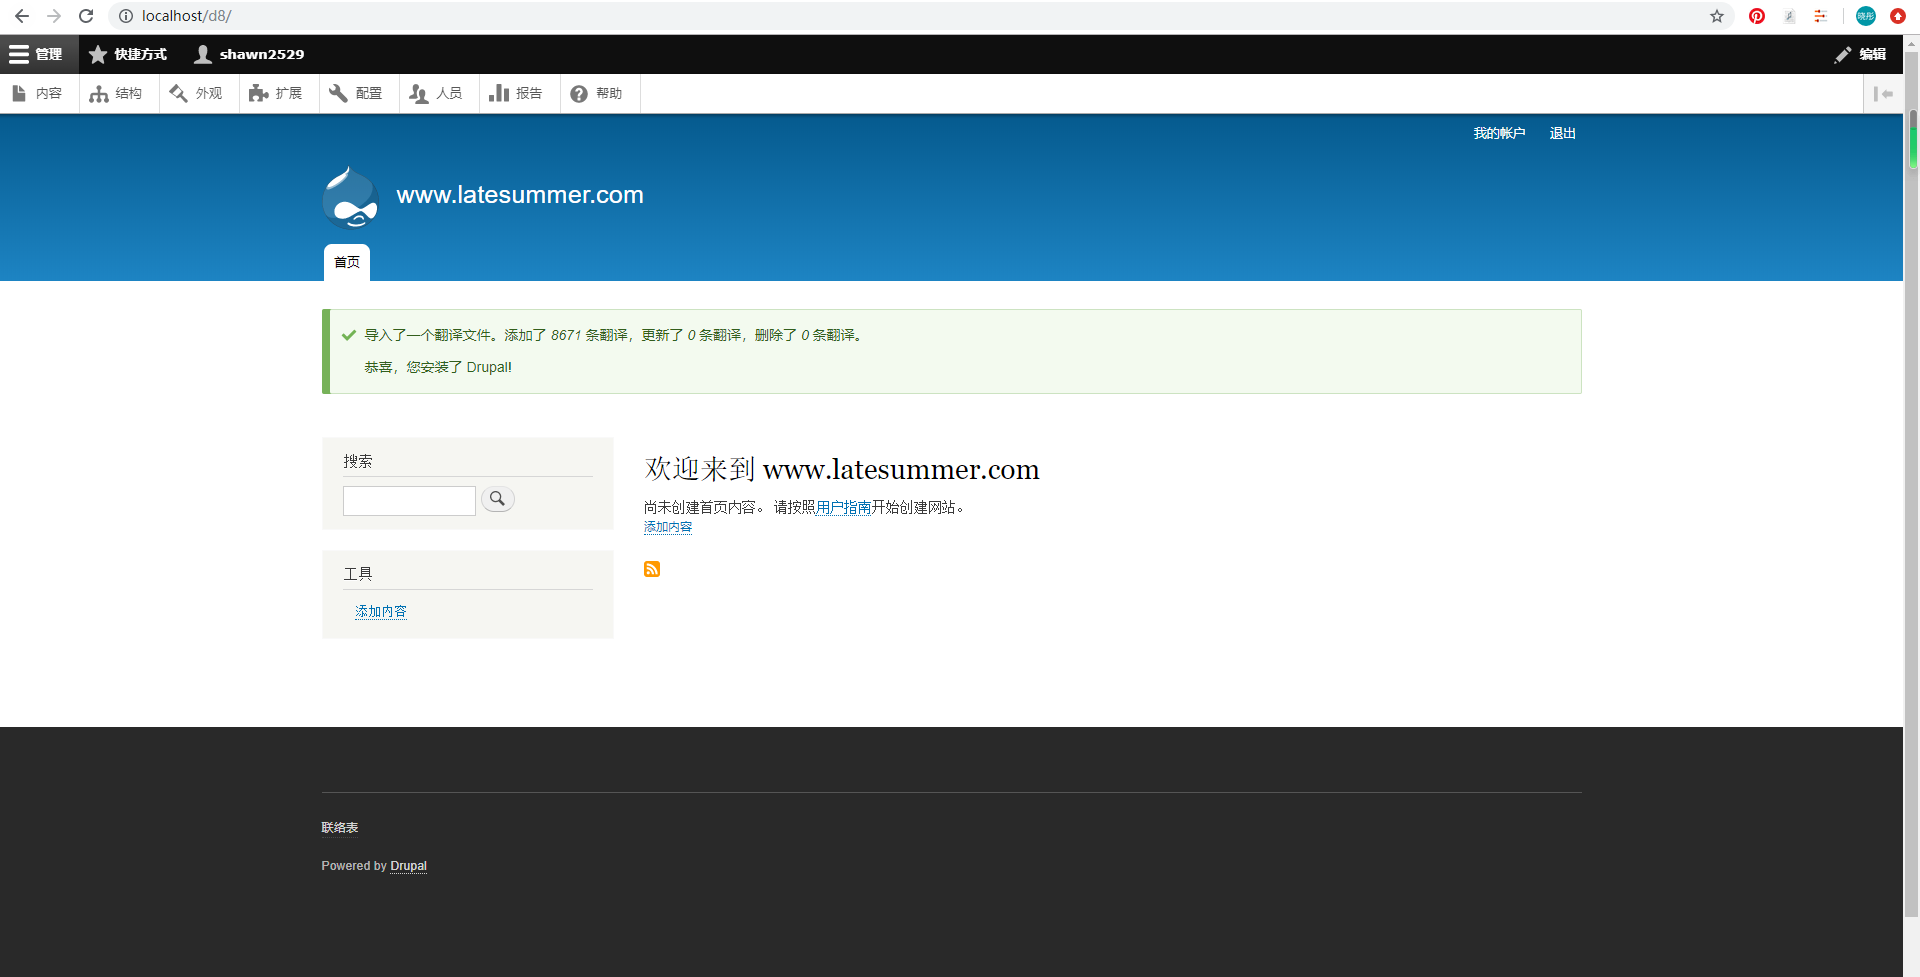 localhost/d8/
晓彤
管理 快捷方式 shawn2529 编辑
内容 结构 外观 扩展 配置 人员 报告 帮助
我的帐户 退出
www.latesummer.com
首页
导入了一个翻译文件。添加了 8671 条翻译，更新了 0 条翻译，删除了 0 条翻译。
恭喜，您安装了 Drupal!
搜索
工具
添加内容
欢迎来到 www.latesummer.com
尚未创建首页内容。 请按照用户指南开始创建网站。
添加内容
联络表
Powered by Drupal